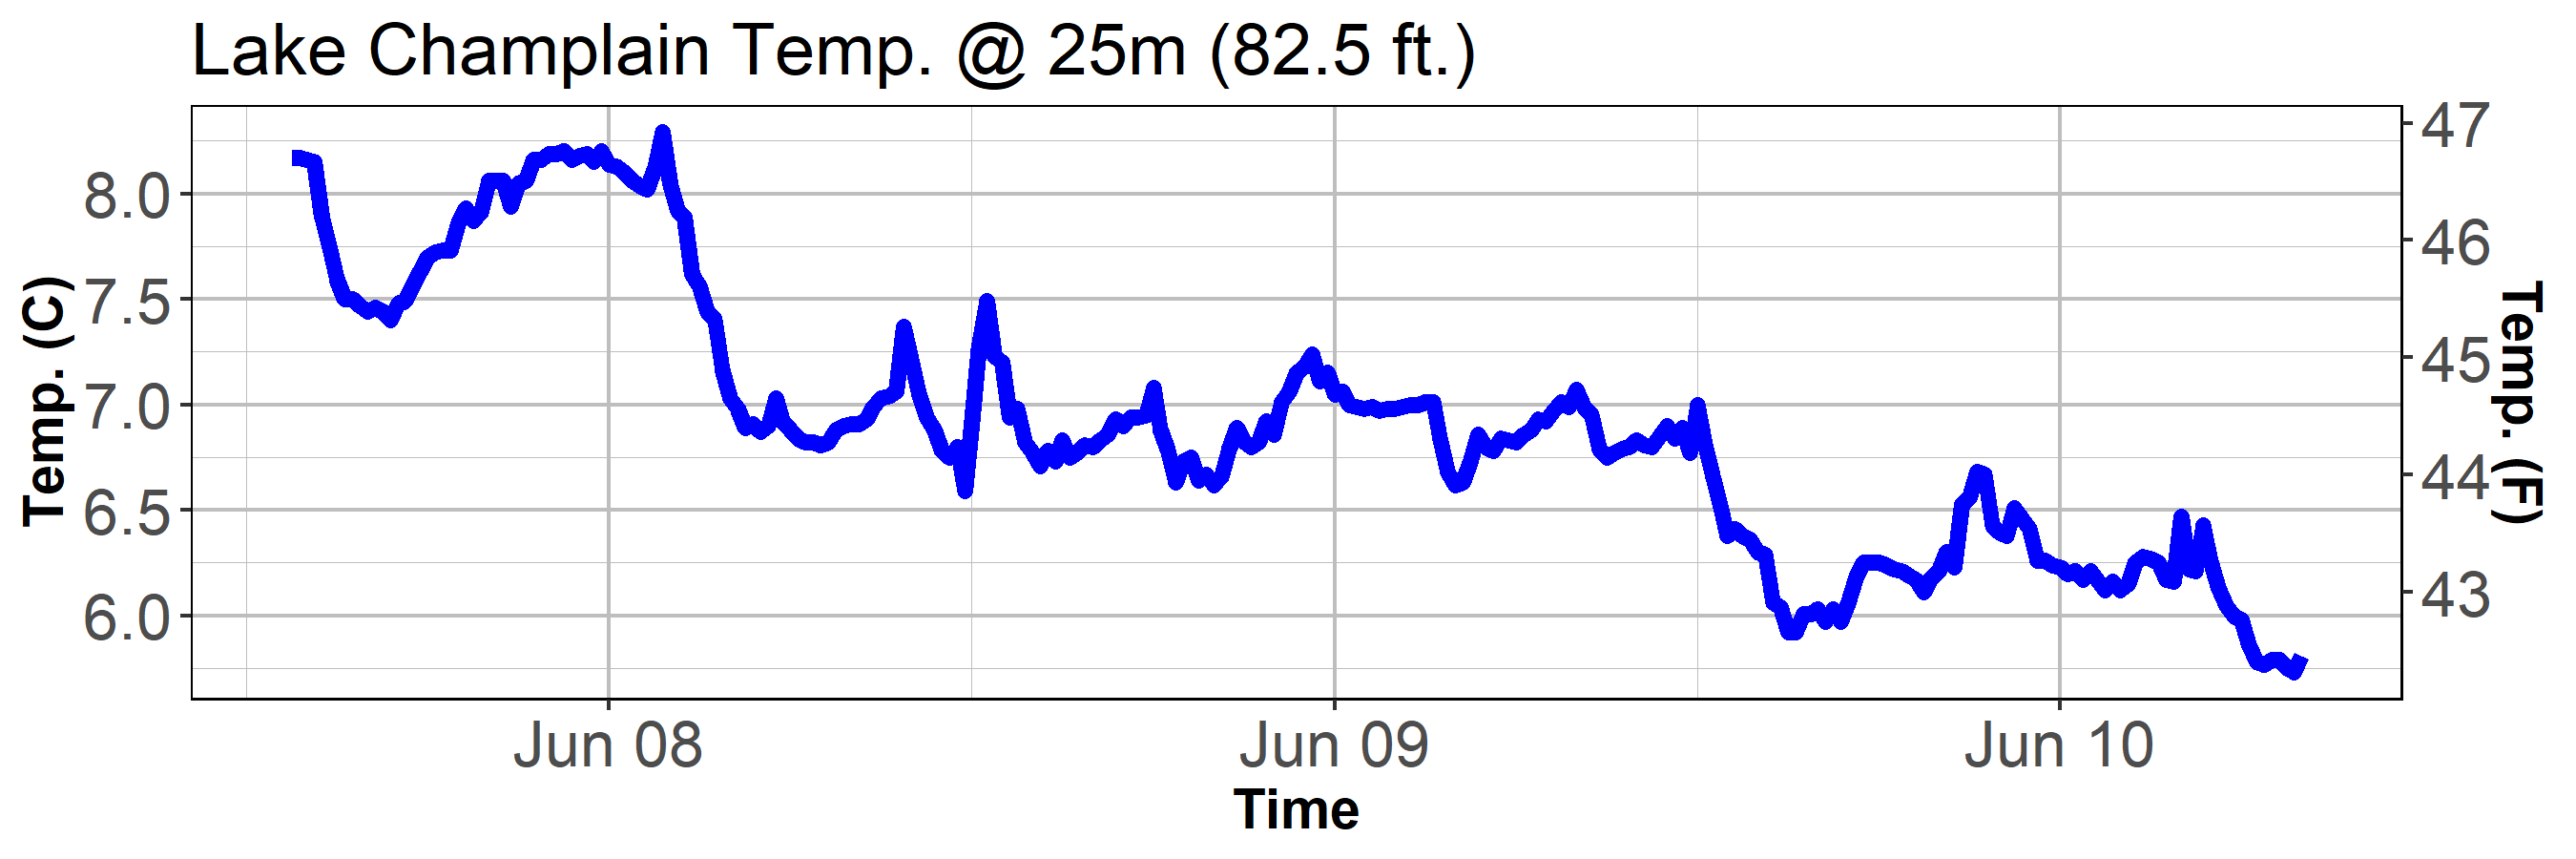 Lake Champlain Temp. @ 25m (82.5 ft.)
Temp. (C)
8.0
7.5
7.0
6.5
6.0
47
46
45
44
43
Temp. (F)
Jun 08
Jun 09
Jun 10
Time